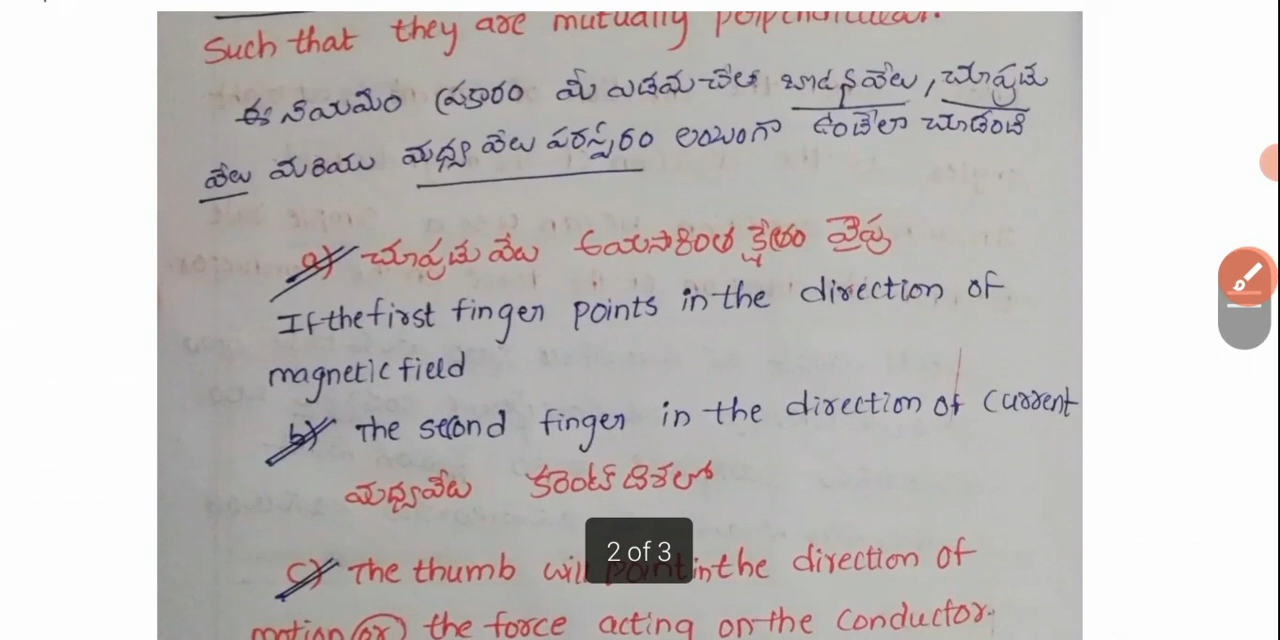 Such that they are mutually perpendicular.
ఈ నియమం ప్రకారం మీ ఎడమచేతి బొటనవేలు, చూపుడు
వేలు మరియు మధ్య వేలు పరస్పరం లంబంగా ఉండేలా చూడండి
a) చూపుడు వేలు అయస్కాంత క్షేత్రం వైపు
If the first finger points in the direction of
magnetic field
b) The second finger in the direction of current
మధ్యవేలు కరెంట్ దిశలో
2 of 3
c) The thumb will point in the direction of
motion (or) the force acting on the conductor.